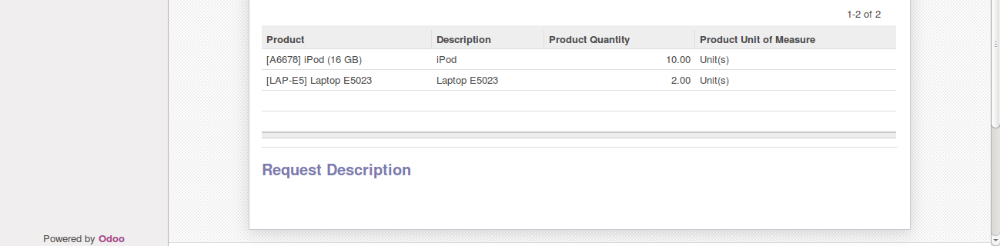 1-2 of 2
Product Description Product Quantity Product Unit of Measure
[A6678] iPod (16 GB) iPod 10.00 Unit(s)
[LAP-E5] Laptop E5023 Laptop E5023 2.00 Unit(s)
Request Description
Powered by Odoo